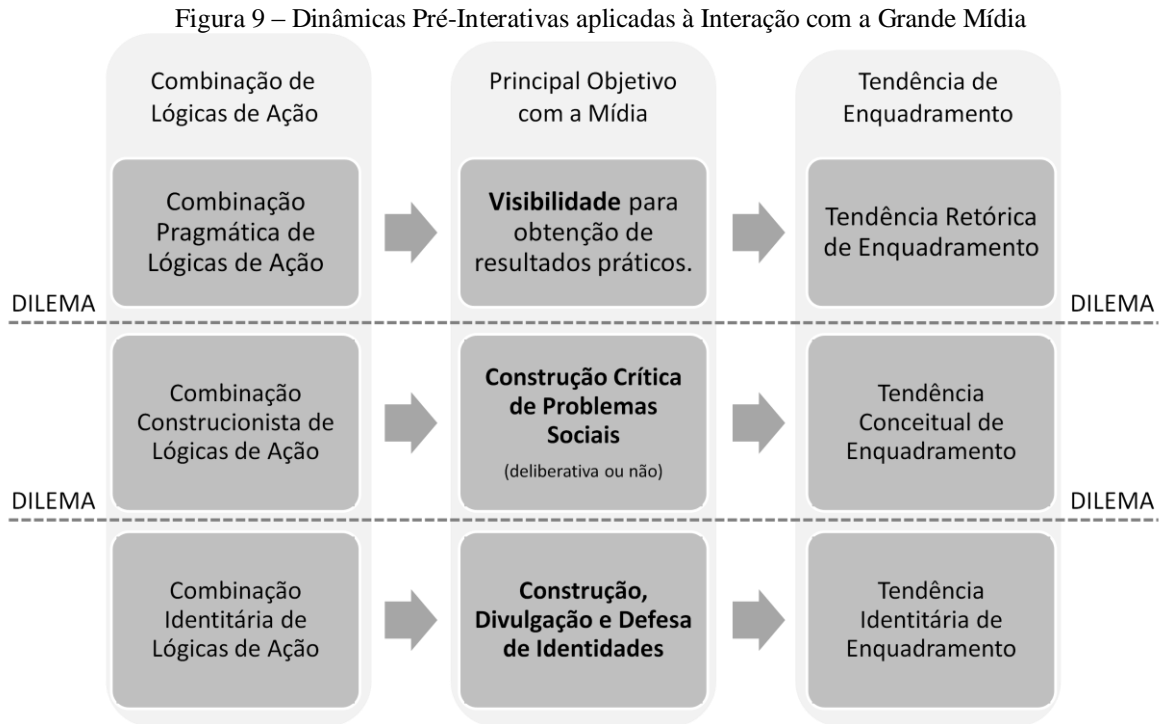 Figura 9 – Dinâmicas Pré-Interativas aplicadas à Interação com a Grande Mídia
Combinação de
Lógicas de Ação
Principal Objetivo
com a Mídia
Tendência de
Enquadramento
Combinação
Pragmática de
Lógicas de Ação
Visibilidade para
obtenção de
resultados práticos.
Tendência Retórica
de Enquadramento
DILEMA
DILEMA
Combinação
Construcionista de
Lógicas de Ação
Construção Crítica
de Problemas
Sociais
(deliberativa ou não)
Tendência
Conceitual de
Enquadramento
DILEMA
DILEMA
Combinação
Identitária de
Lógicas de Ação
Construção,
Divulgação e Defesa
de Identidades
Tendência
Identitária de
Enquadramento